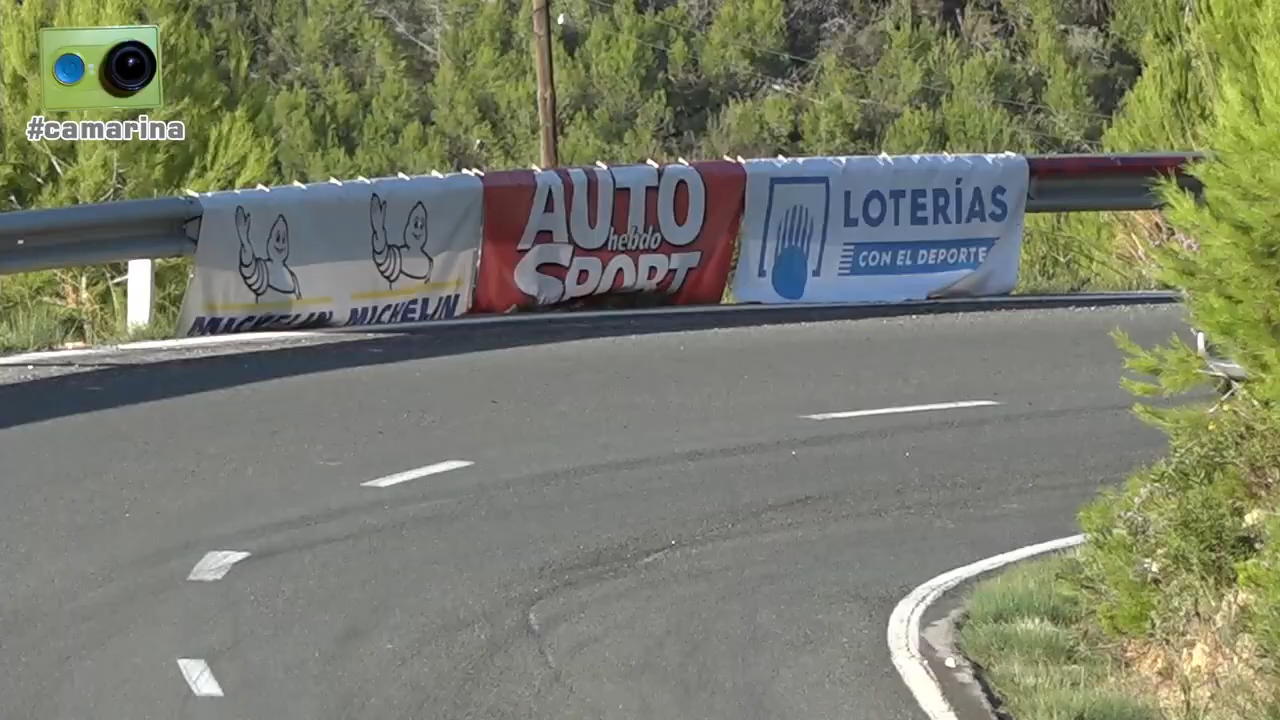 #camarina
MICHELIN MICHELIN
AUTO
hebdo
SPORT
LOTERÍAS
CON EL DEPORTE